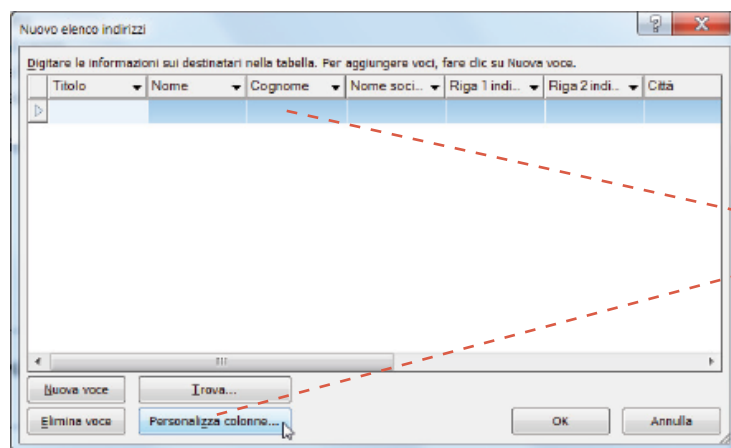 Nuovo elenco indirizzi
Digitare le informazioni sui destinatari nella tabella. Per aggiungere voci, fare clic su Nuova voce.
Titolo Nome Cognome Nome soci... Riga 1 indi... Riga 2 indi... Città
Nuova voce Trova...
Elimina voce Personalizza colonne... OK Annulla